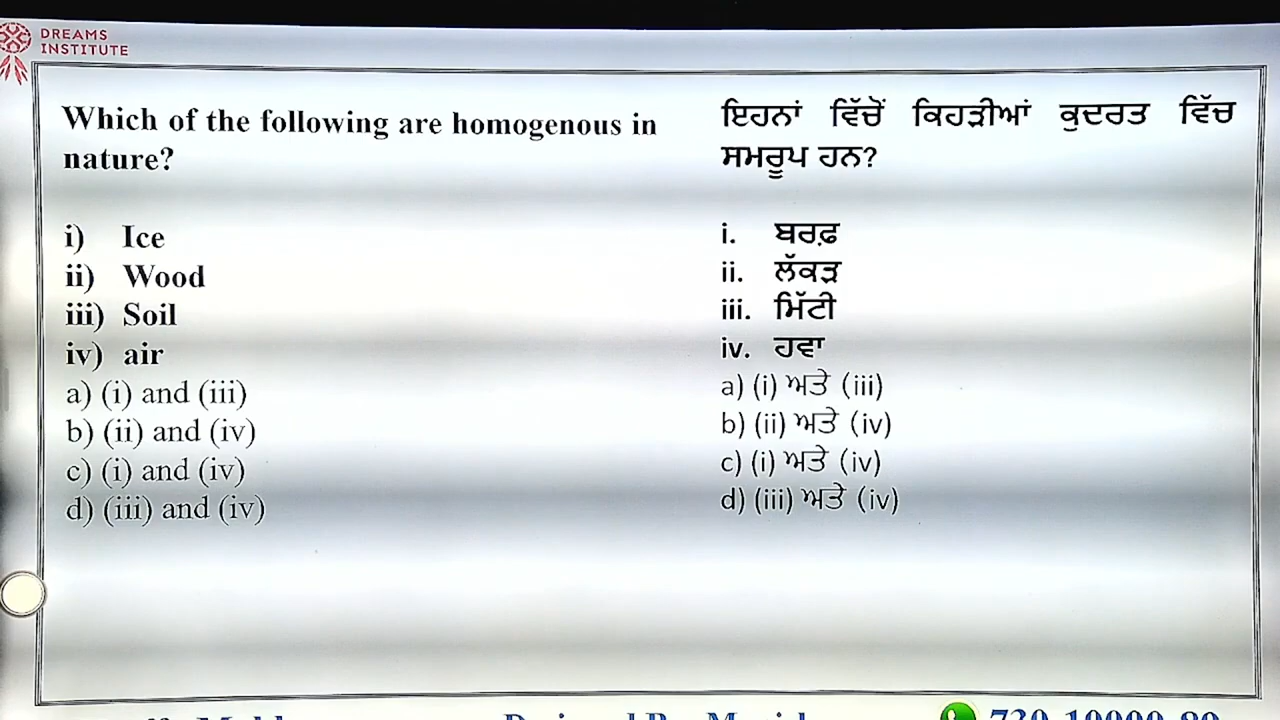 DREAMS
INSTITUTE
Which of the following are homogenous in
nature?
i) Ice
ii) Wood
iii) Soil
iv) air
a) (i) and (iii)
b) (ii) and (iv)
c) (i) and (iv)
d) (iii) and (iv)
ਇਹਨਾਂ ਵਿੱਚੋਂ ਕਿਹੜੀਆਂ ਕੁਦਰਤ ਵਿੱਚ
ਸਮਰੂਪ ਹਨ?
i. ਬਰਫ਼
ii. ਲੱਕੜ
iii. ਮਿੱਟੀ
iv. ਹਵਾ
a) (i) ਅਤੇ (iii)
b) (ii) ਅਤੇ (iv)
c) (i) ਅਤੇ (iv)
d) (iii) ਅਤੇ (iv)